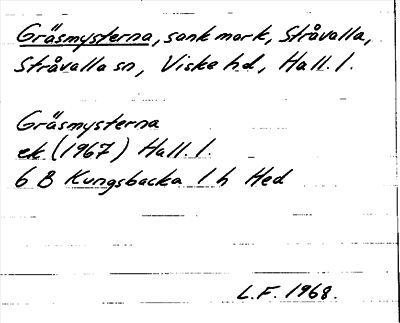 Gräsmysterna, sank mark, Stråvalla,
Stråvalla sn, Viske hd, Hall. l.
Gräsmysterna
ek (1967) Hall. l.
6 B Kungsbacka 1 h Hed
L.F. 1968.